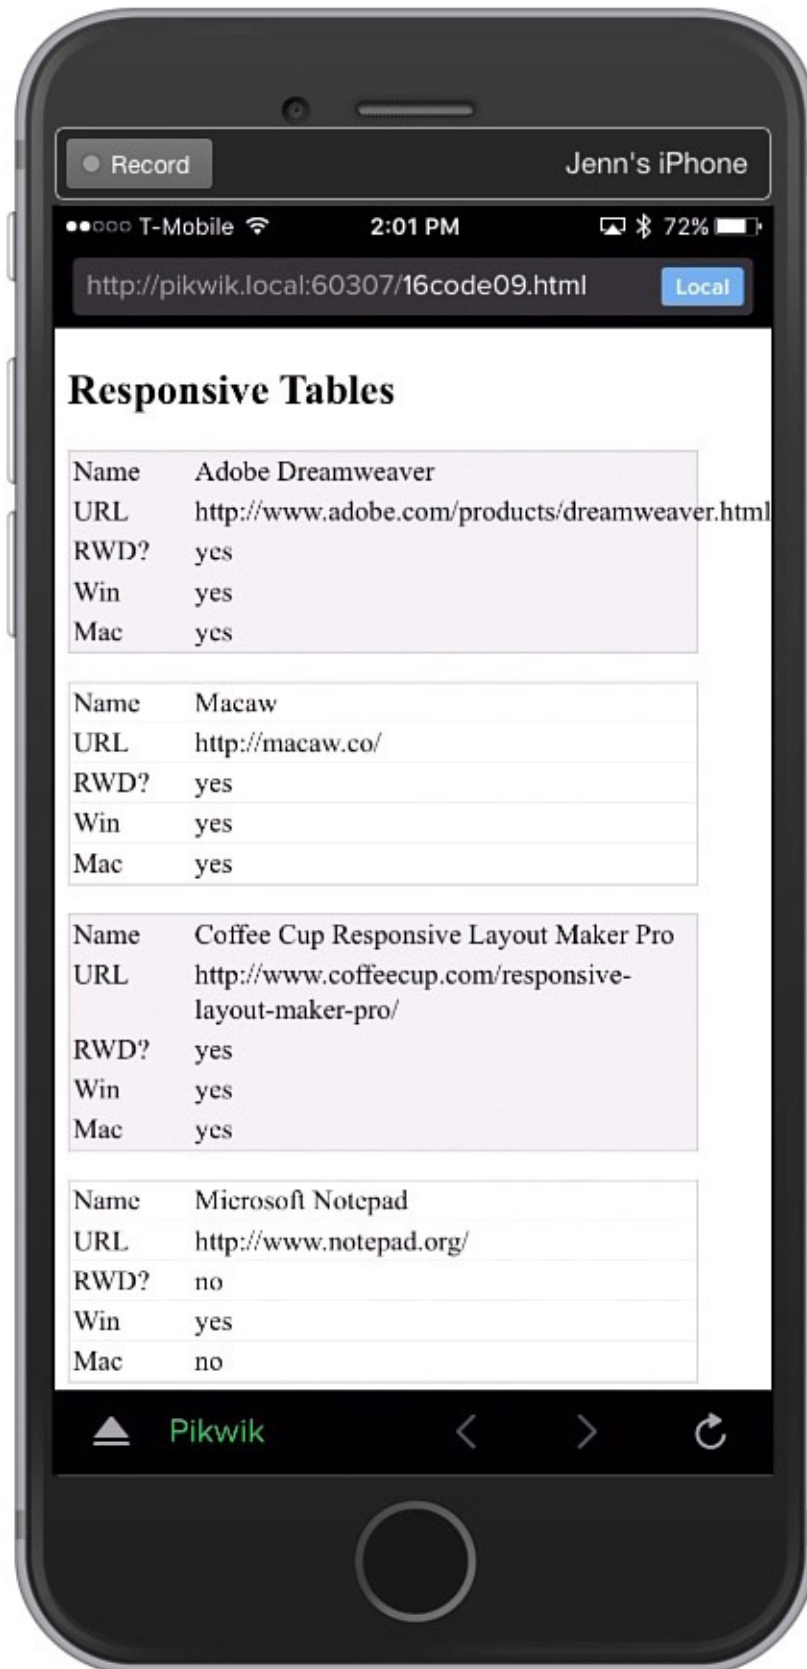 Record Jenn's iPhone
T-Mobile 2:01 PM 72%
http://pikwik.local:60307/16code09.html Local
Responsive Tables
Name Adobe Dreamweaver
URL http://www.adobe.com/products/dreamweaver.html
RWD? yes
Win yes
Mac yes
Name Macaw
URL http://macaw.co/
RWD? yes
Win yes
Mac yes
Name Coffee Cup Responsive Layout Maker Pro
URL http://www.coffeecup.com/responsive-
layout-maker-pro/
RWD? yes
Win yes
Mac yes
Name Microsoft Notepad
URL http://www.notepad.org/
RWD? no
Win yes
Mac no
Pikwik